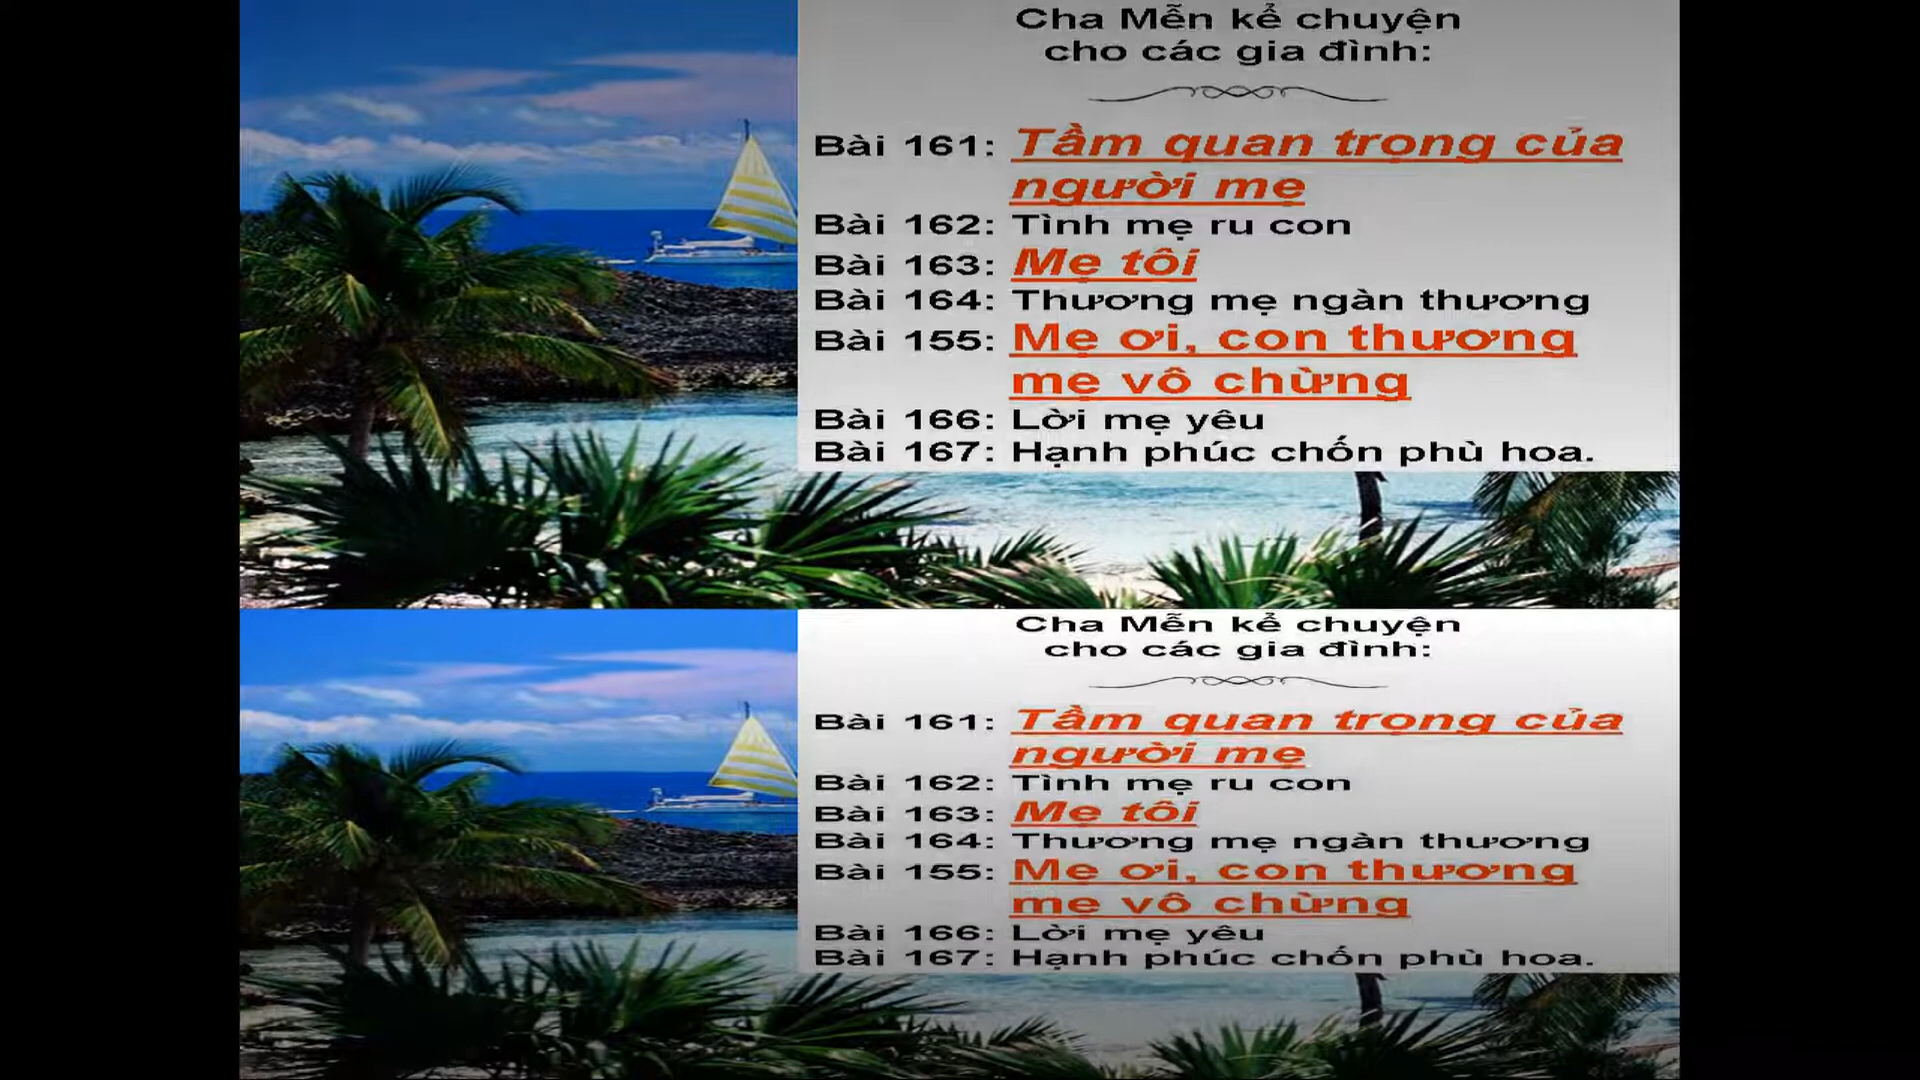 Cha Mễn kể chuyện
cho các gia đình:
Bài 161: Tầm quan trọng của
người mẹ
Bài 162: Tình mẹ ru con
Bài 163: Mẹ tôi
Bài 164: Thương mẹ ngàn thương
Bài 155: Mẹ ơi, con thương
mẹ vô chừng
Bài 166: Lời mẹ yêu
Bài 167: Hạnh phúc chốn phù hoa.
Cha Mễn kể chuyện
cho các gia đình:
Bài 161: Tầm quan trọng của
người mẹ
Bài 162: Tình mẹ ru con
Bài 163: Mẹ tôi
Bài 164: Thương mẹ ngàn thương
Bài 155: Mẹ ơi, con thương
mẹ vô chừng
Bài 166: Lời mẹ yêu
Bài 167: Hạnh phúc chốn phù hoa.